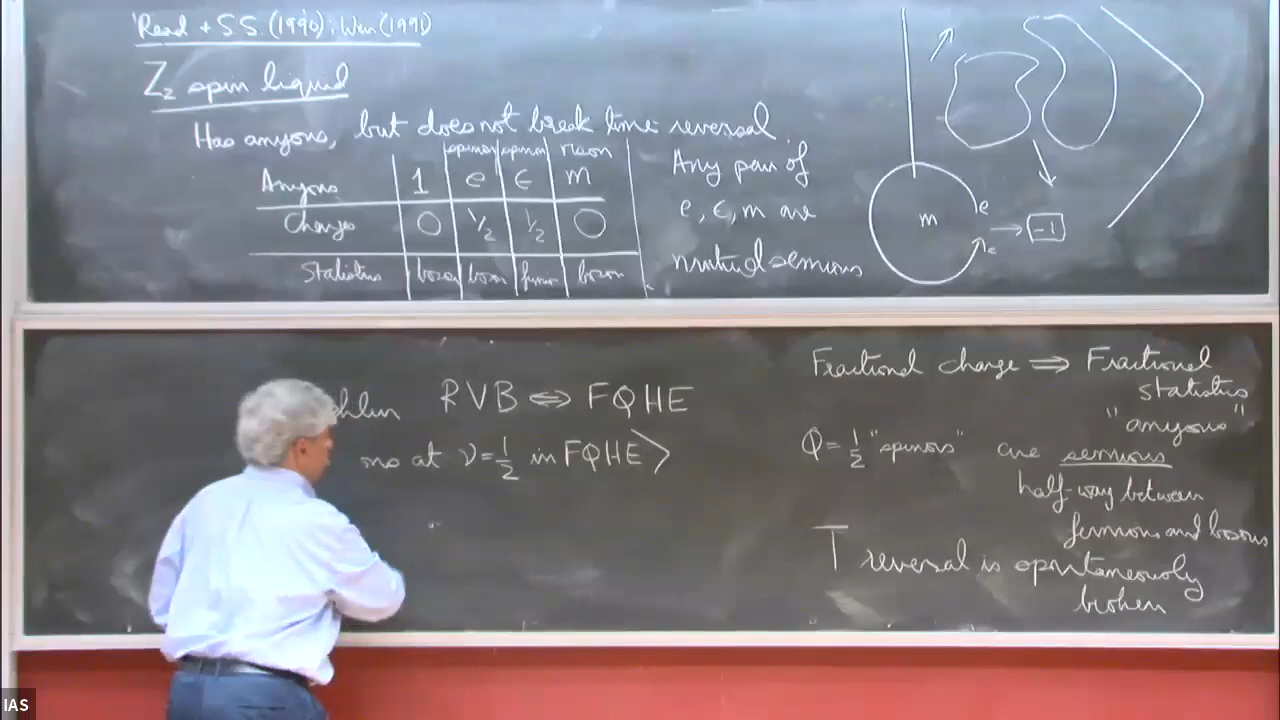 Read + S.S. (1990); Wen (1991)
Z₂ spin liquid
Has anyons, but does not break time reversal
spinon spinon vison
Anyons 1 e ε m
Charges 0 ½ ½ 0
Statistics boson boson fermion boson
Any pair of
e, ε, m are
mutual semions
m e → -1
e
RVB ⇔ FQHE
ons at ν=½ in FQHE⟩
Fractional charge ⇒ Fractional
statistics
"anyons"
Q=½ "spinons" are semions
half-way between
fermions and bosons
T reversal is spontaneously
broken
IAS